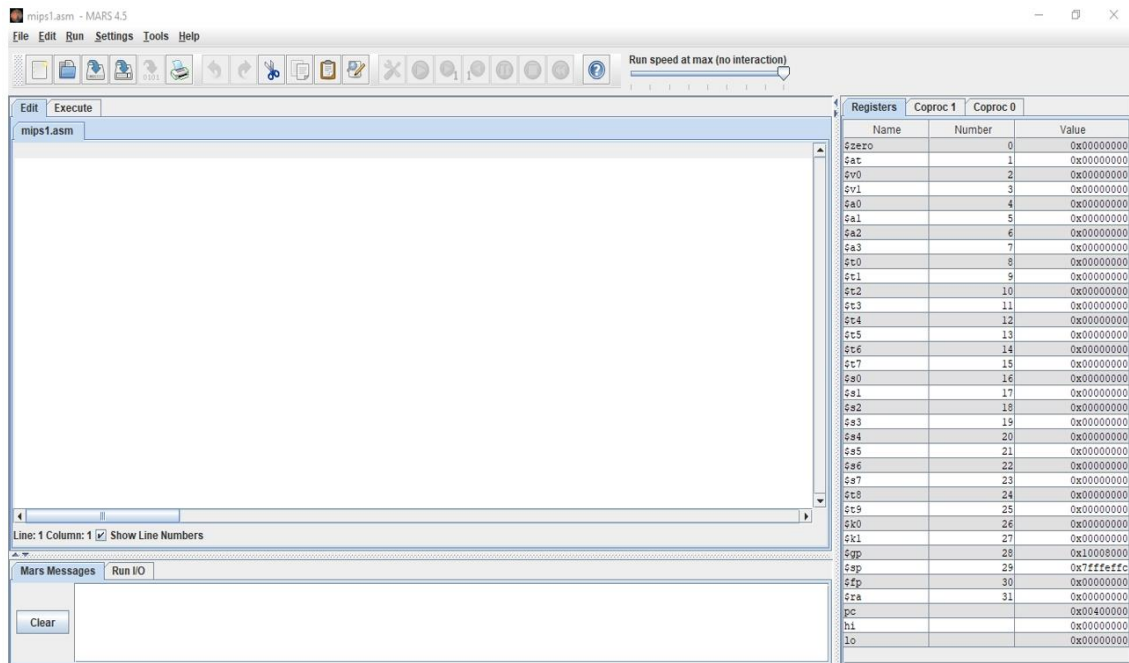 mips1.asm - MARS 4.5
File Edit Run Settings Tools Help
Run speed at max (no interaction)
Edit Execute
mips1.asm
Line: 1 Column: 1 Show Line Numbers
Mars Messages Run I/O
Clear
Registers Coproc 1 Coproc 0
Name Number Value
$zero 0 0x00000000
$at 1 0x00000000
$v0 2 0x00000000
$v1 3 0x00000000
$a0 4 0x00000000
$a1 5 0x00000000
$a2 6 0x00000000
$a3 7 0x00000000
$t0 8 0x00000000
$t1 9 0x00000000
$t2 10 0x00000000
$t3 11 0x00000000
$t4 12 0x00000000
$t5 13 0x00000000
$t6 14 0x00000000
$t7 15 0x00000000
$s0 16 0x00000000
$s1 17 0x00000000
$s2 18 0x00000000
$s3 19 0x00000000
$s4 20 0x00000000
$s5 21 0x00000000
$s6 22 0x00000000
$s7 23 0x00000000
$t8 24 0x00000000
$t9 25 0x00000000
$k0 26 0x00000000
$k1 27 0x00000000
$gp 28 0x10008000
$sp 29 0x7fffeffc
$fp 30 0x00000000
$ra 31 0x00000000
pc 0x00400000
hi 0x00000000
lo 0x00000000